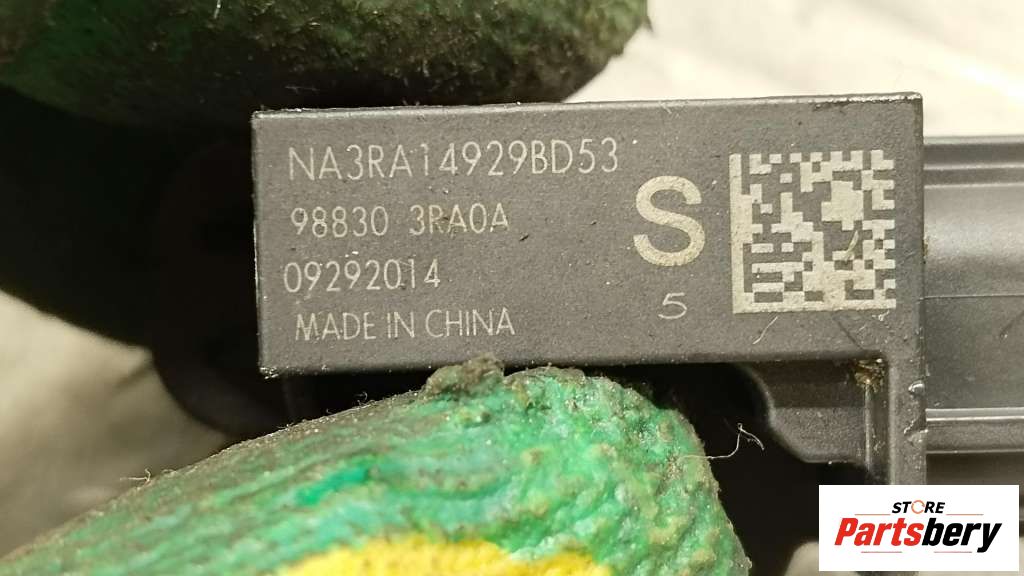 NA3RA14929BD53
98830 3RA0A
09292014
MADE IN CHINA
S
5
STORE
Partsbery